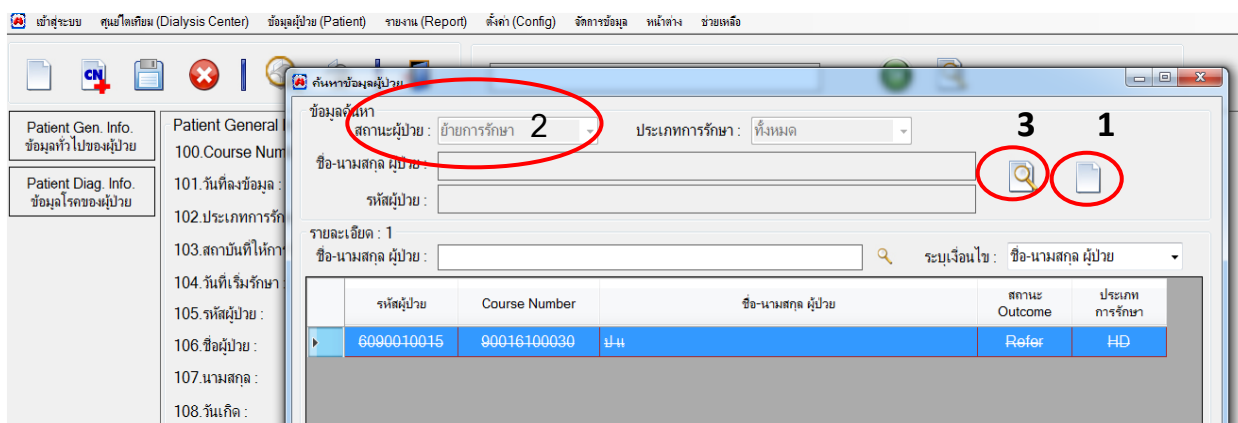 เข้าสู่ระบบ ศูนย์ไตเทียม (Dialysis Center) ข้อมูลผู้ป่วย (Patient) รายงาน (Report) ตั้งค่า (Config) จัดการข้อมูล หน้าต่าง ช่วยเหลือ
CN
ค้นหาข้อมูลผู้ป่วย
ข้อมูลค้นหา
สถานะผู้ป่วย : ย้ายการรักษา 2 ประเภทการรักษา : ทั้งหมด 3 1
ชื่อ-นามสกุล ผู้ป่วย :
รหัสผู้ป่วย :
รายละเอียด : 1
ชื่อ-นามสกุล ผู้ป่วย : ระบุเงื่อนไข : ชื่อ-นามสกุล ผู้ป่วย
รหัสผู้ป่วย Course Number ชื่อ-นามสกุล ผู้ป่วย สถานะ Outcome ประเภท การรักษา
6090010015 90016100030 ป น Refer HD
Patient Gen. Info.
ข้อมูลทั่วไปของผู้ป่วย
Patient Diag. Info.
ข้อมูลโรคของผู้ป่วย
Patient General
100.Course Num
101.วันที่ลงข้อมูล :
102.ประเภทการรัก
103.สถาบันที่ให้กา
104.วันที่เริ่มรักษา :
105.รหัสผู้ป่วย :
106.ชื่อผู้ป่วย :
107.นามสกุล :
108.วันเกิด :